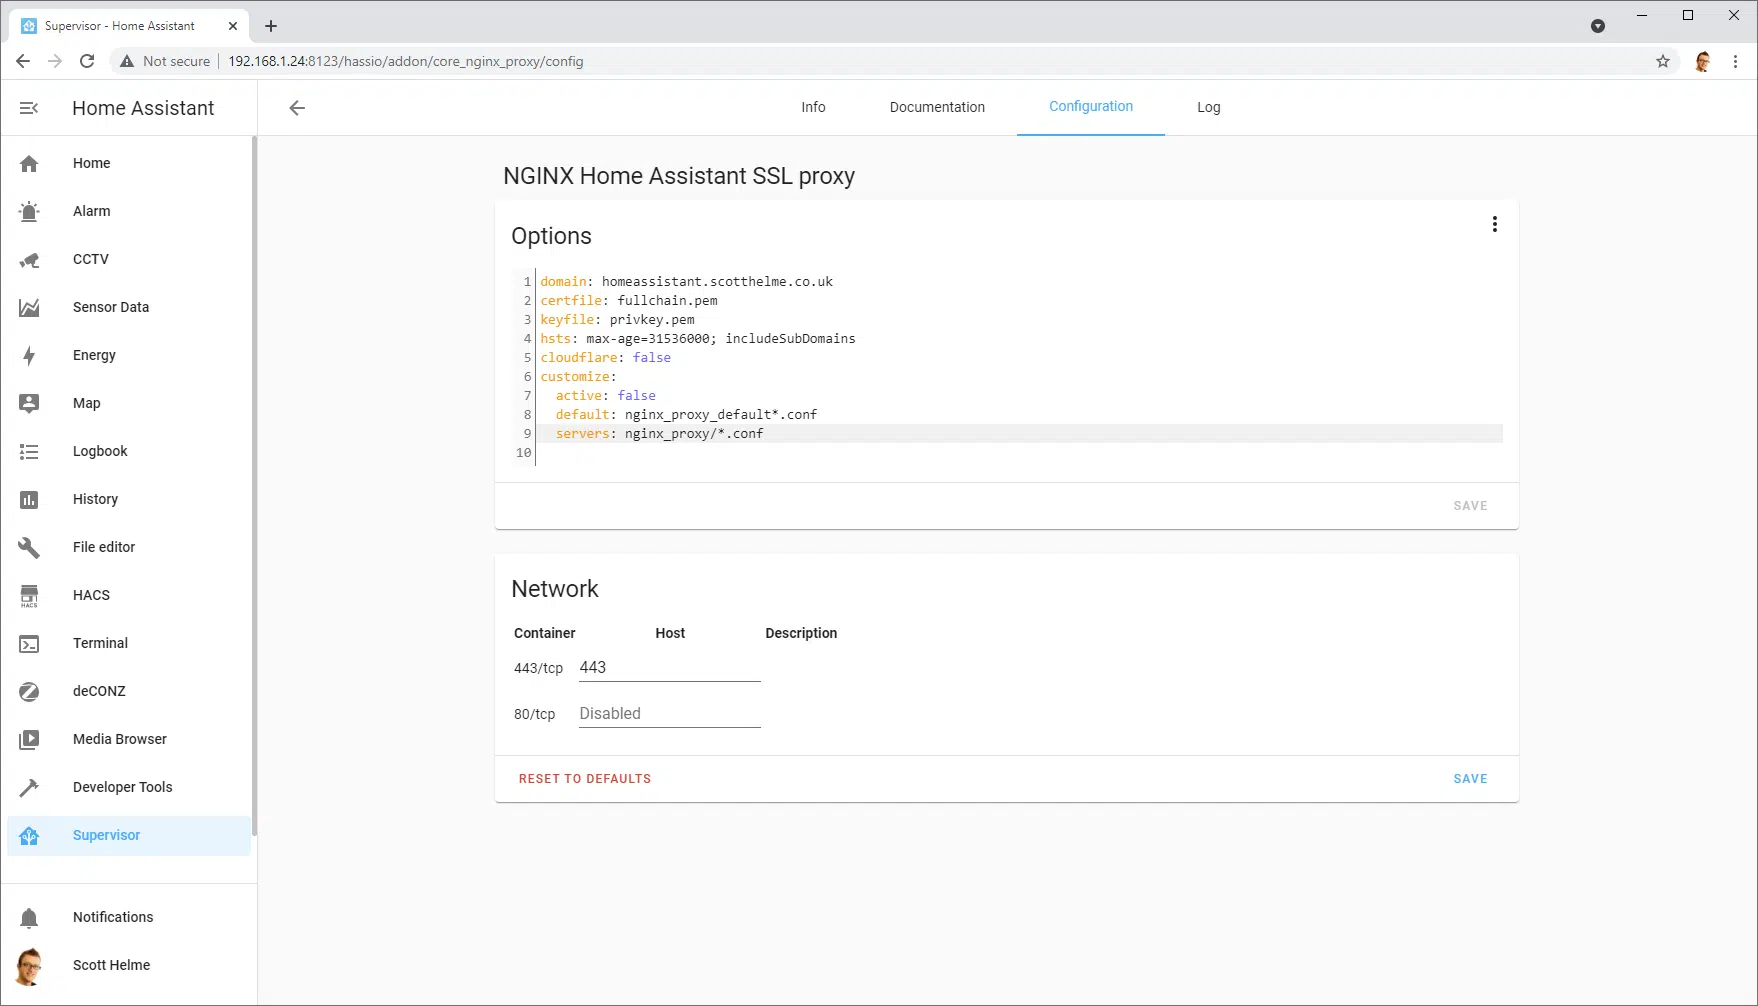 Supervisor - Home Assistant
Not secure
192.168.1.24:8123/hassio/addon/core_nginx_proxy/config
Home Assistant
Info
Documentation
Configuration
Log
Home
Alarm
CCTV
Sensor Data
Energy
Map
Logbook
History
File editor
HACS
HACS
Terminal
deCONZ
Media Browser
Developer Tools
Supervisor
Notifications
Scott Helme
NGINX Home Assistant SSL proxy
Options
1 domain: homeassistant.scotthelme.co.uk
2 certfile: fullchain.pem
3 keyfile: privkey.pem
4 hsts: max-age=31536000; includeSubDomains
5 cloudflare: false
6 customize:
7   active: false
8   default: nginx_proxy_default*.conf
9   servers: nginx_proxy/*.conf
10
SAVE
Network
Container Host Description
443/tcp 443
80/tcp Disabled
RESET TO DEFAULTS
SAVE